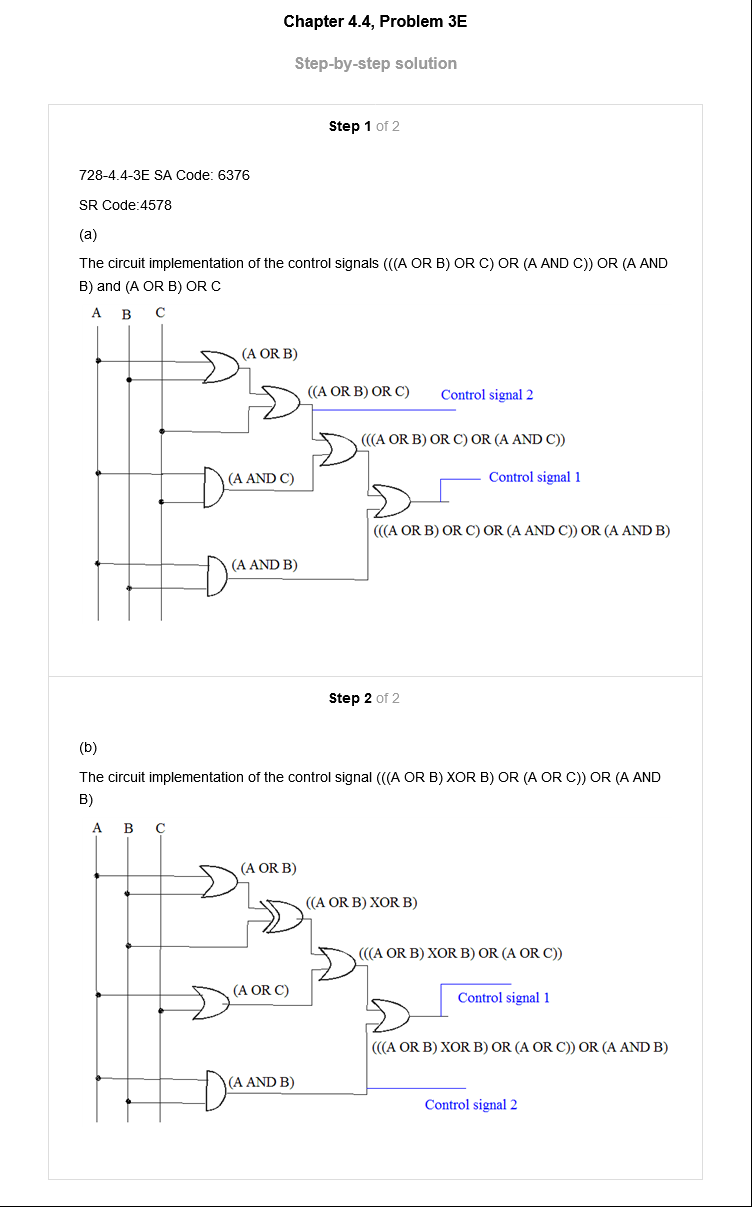 Chapter 4.4, Problem 3E
Step-by-step solution
Step 1 of 2
728-4.4-3E SA Code: 6376
SR Code:4578
(a)
The circuit implementation of the control signals (((A OR B) OR C) OR (A AND C)) OR (A AND
B) and (A OR B) OR C
A B C
(A OR B)
((A OR B) OR C) Control signal 2
(((A OR B) OR C) OR (A AND C))
(A AND C) Control signal 1
(((A OR B) OR C) OR (A AND C)) OR (A AND B)
(A AND B)
Step 2 of 2
(b)
The circuit implementation of the control signal (((A OR B) XOR B) OR (A OR C)) OR (A AND
B)
A B C
(A OR B)
((A OR B) XOR B)
(((A OR B) XOR B) OR (A OR C))
(A OR C) Control signal 1
(((A OR B) XOR B) OR (A OR C)) OR (A AND B)
(A AND B)
Control signal 2